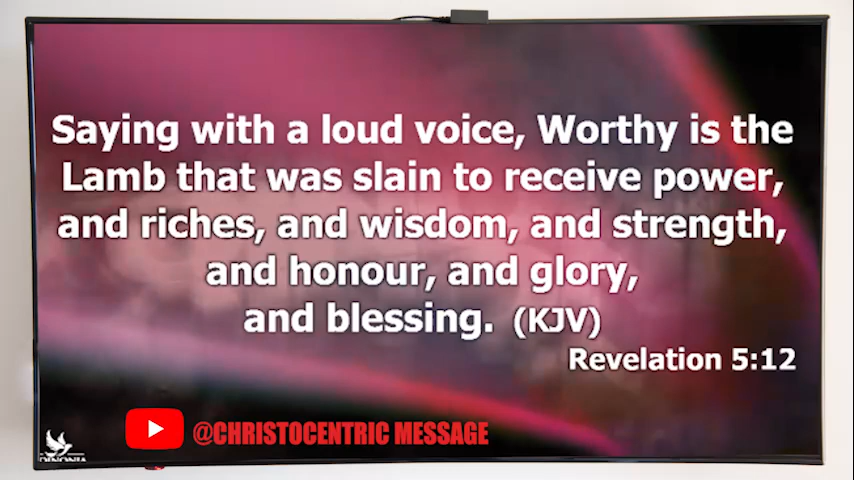 Saying with a loud voice, Worthy is the
Lamb that was slain to receive power,
and riches, and wisdom, and strength,
and honour, and glory,
and blessing. (KJV)
Revelation 5:12
@CHRISTOCENTRIC MESSAGE